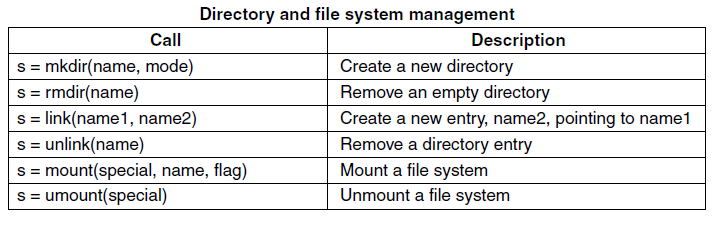 Directory and file system management
Call Description
s = mkdir(name, mode) Create a new directory
s = rmdir(name) Remove an empty directory
s = link(name1, name2) Create a new entry, name2, pointing to name1
s = unlink(name) Remove a directory entry
s = mount(special, name, flag) Mount a file system
s = umount(special) Unmount a file system